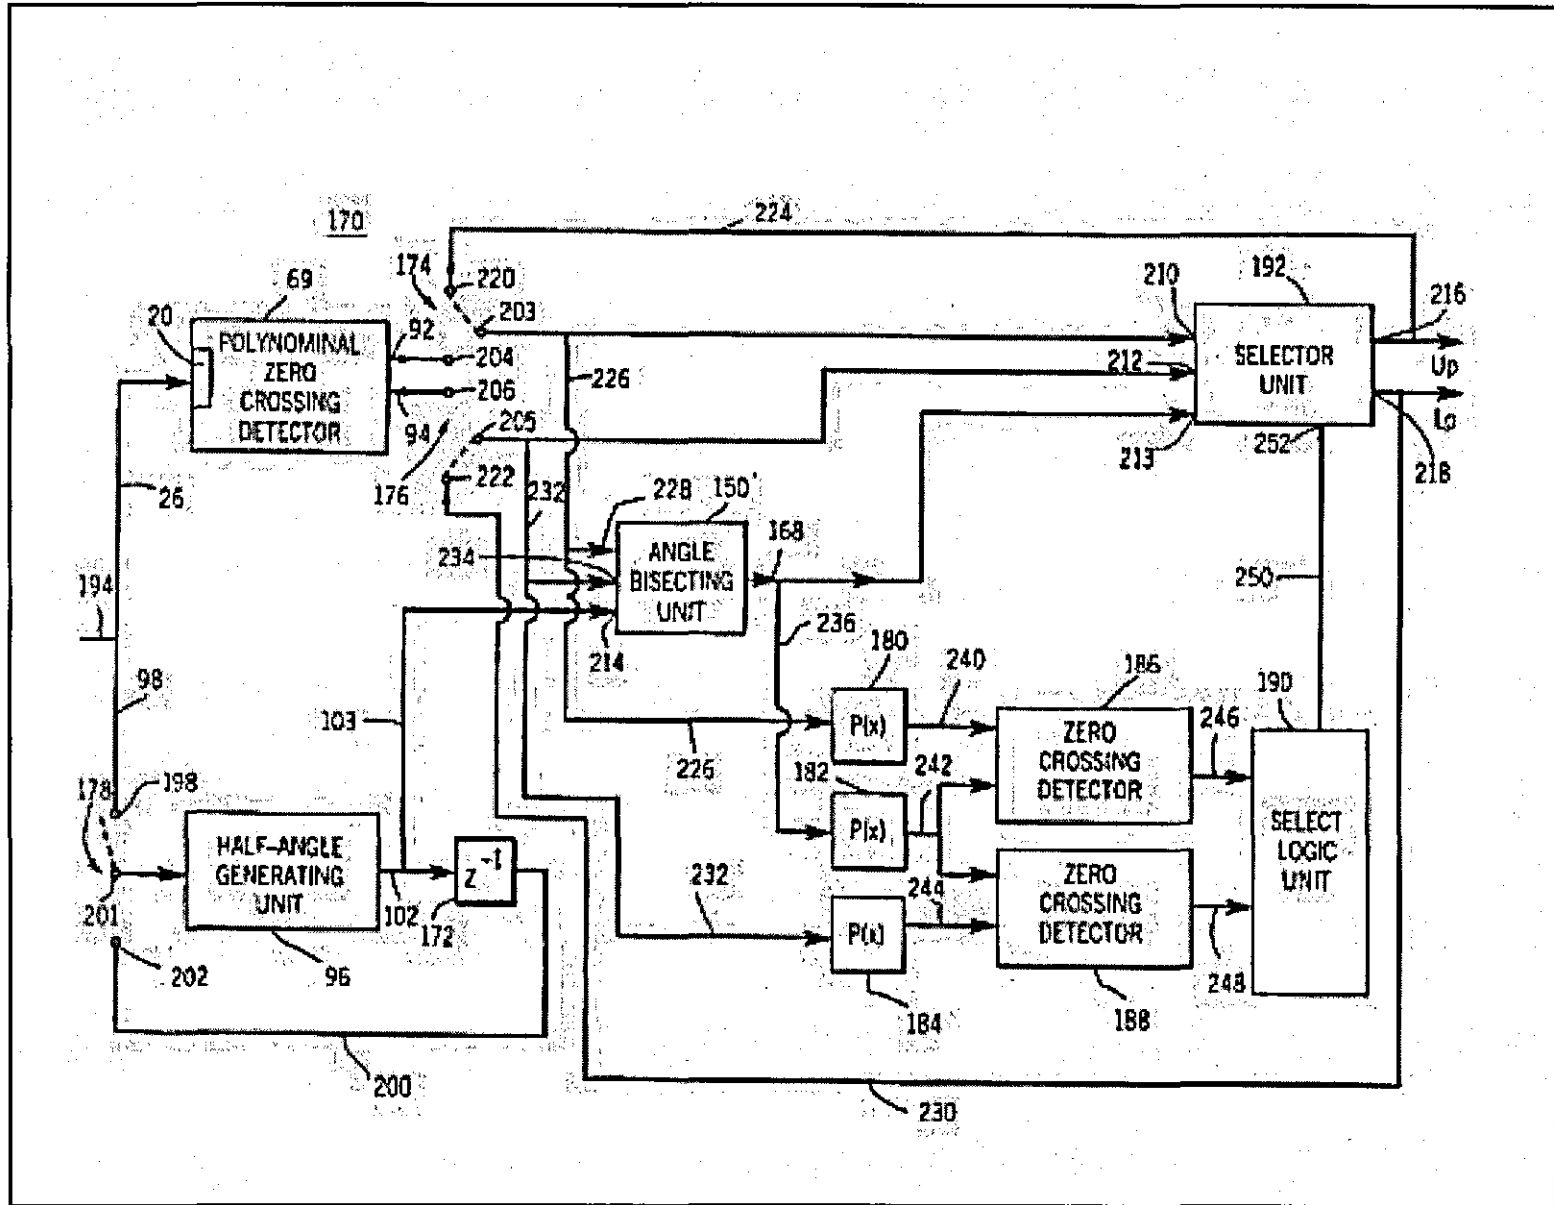 170
224
174
220
210
192
216
69
20
92
203
POLYNOMINAL
ZERO
CROSSING
DETECTOR
204
212
SELECTOR
UNIT
Up
226
206
94
205
Lp
213
252
218
26
176
222
232
228
150'
168
234
ANGLE
BISECTING
UNIT
250
194
214
236
180
240
186
190
98
103
P(x)
ZERO
CROSSING
DETECTOR
246
226
182
242
198
178
P(x)
SELECT
LOGIC
UNIT
HALF-ANGLE
GENERATING
UNIT
Z
-1
232
244
ZERO
CROSSING
DETECTOR
201
102
172
P(x)
202
96
248
184
188
200
230